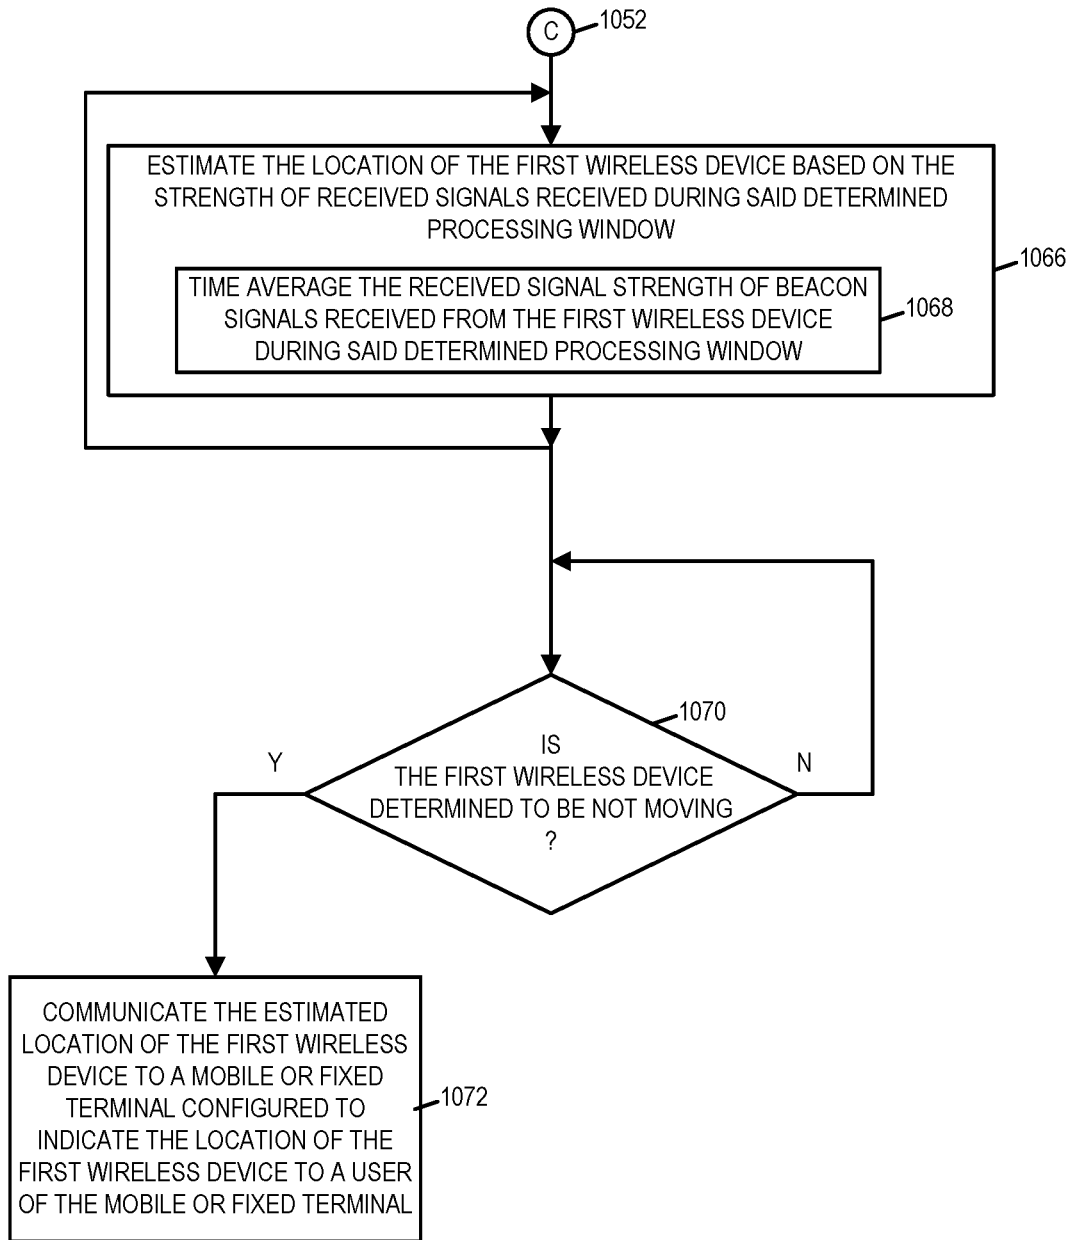 C
1052
ESTIMATE THE LOCATION OF THE FIRST WIRELESS DEVICE BASED ON THE
STRENGTH OF RECEIVED SIGNALS RECEIVED DURING SAID DETERMINED
PROCESSING WINDOW
1066
TIME AVERAGE THE RECEIVED SIGNAL STRENGTH OF BEACON
SIGNALS RECEIVED FROM THE FIRST WIRELESS DEVICE
DURING SAID DETERMINED PROCESSING WINDOW
1068
1070
IS
THE FIRST WIRELESS DEVICE
DETERMINED TO BE NOT MOVING
?
Y
N
COMMUNICATE THE ESTIMATED
LOCATION OF THE FIRST WIRELESS
DEVICE TO A MOBILE OR FIXED
TERMINAL CONFIGURED TO
INDICATE THE LOCATION OF THE
FIRST WIRELESS DEVICE TO A USER
OF THE MOBILE OR FIXED TERMINAL
1072